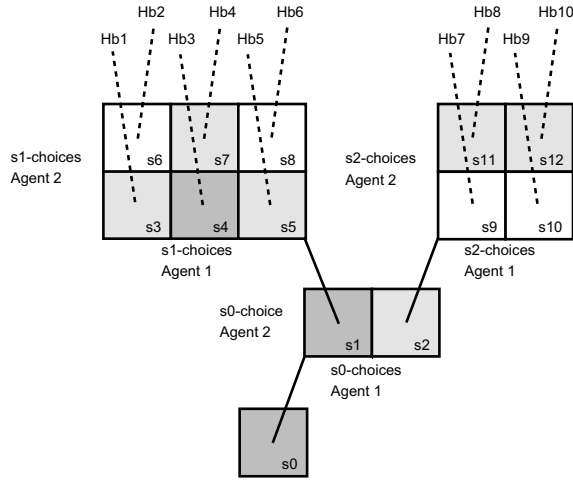 Hb2 Hb4 Hb6 Hb8 Hb10
Hb1 Hb3 Hb5 Hb7 Hb9
s6 s7 s8 s11 s12
s1-choices
Agent 2
s2-choices
Agent 2
s3 s4 s5 s9 s10
s1-choices
Agent 1
s2-choices
Agent 1
s0-choice
Agent 2
s1 s2
s0-choices
Agent 1
s0